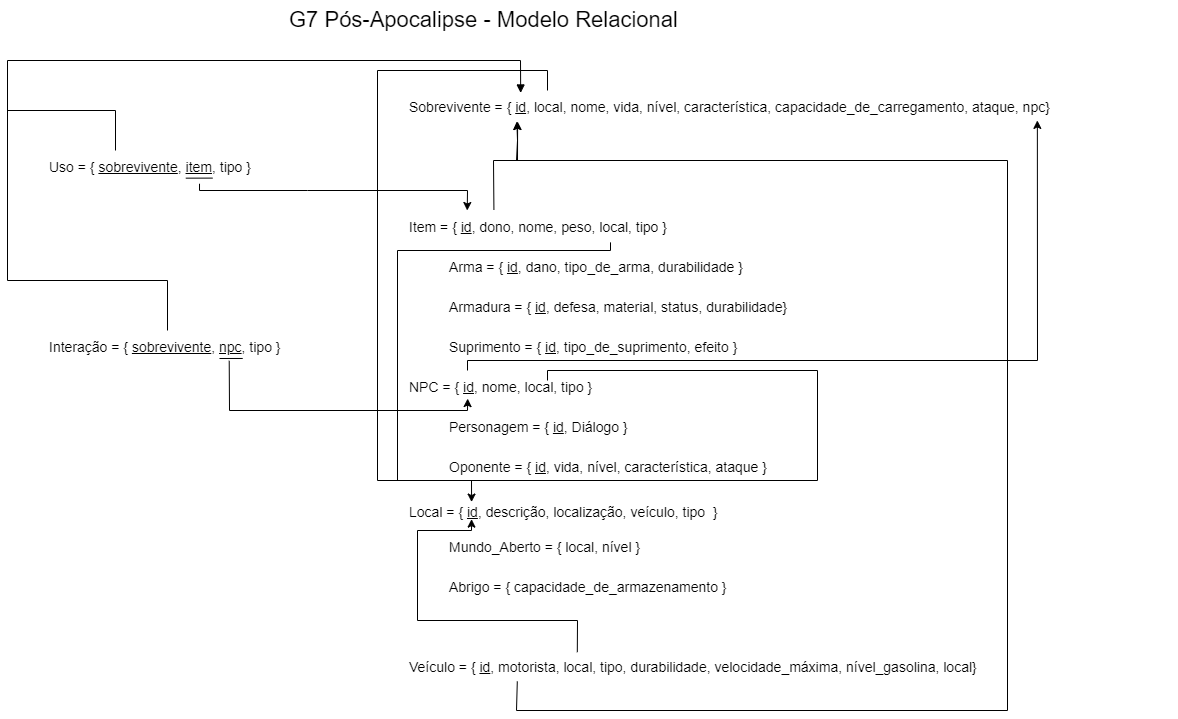 G7 Pós-Apocalipse - Modelo Relacional
Sobrevivente = { id, local, nome, vida, nível, característica, capacidade_de_carregamento, ataque, npc}
Uso = { sobrevivente, item, tipo }
Item = { id, dono, nome, peso, local, tipo }
Arma = { id, dano, tipo_de_arma, durabilidade }
Armadura = { id, defesa, material, status, durabilidade}
Interação = { sobrevivente, npc, tipo }
Suprimento = { id, tipo_de_suprimento, efeito }
NPC = { id, nome, local, tipo }
Personagem = { id, Diálogo }
Oponente = { id, vida, nível, característica, ataque }
Local = { id, descrição, localização, veículo, tipo }
Mundo_Aberto = { local, nível }
Abrigo = { capacidade_de_armazenamento }
Veículo = { id, motorista, local, tipo, durabilidade, velocidade_máxima, nível_gasolina, local}